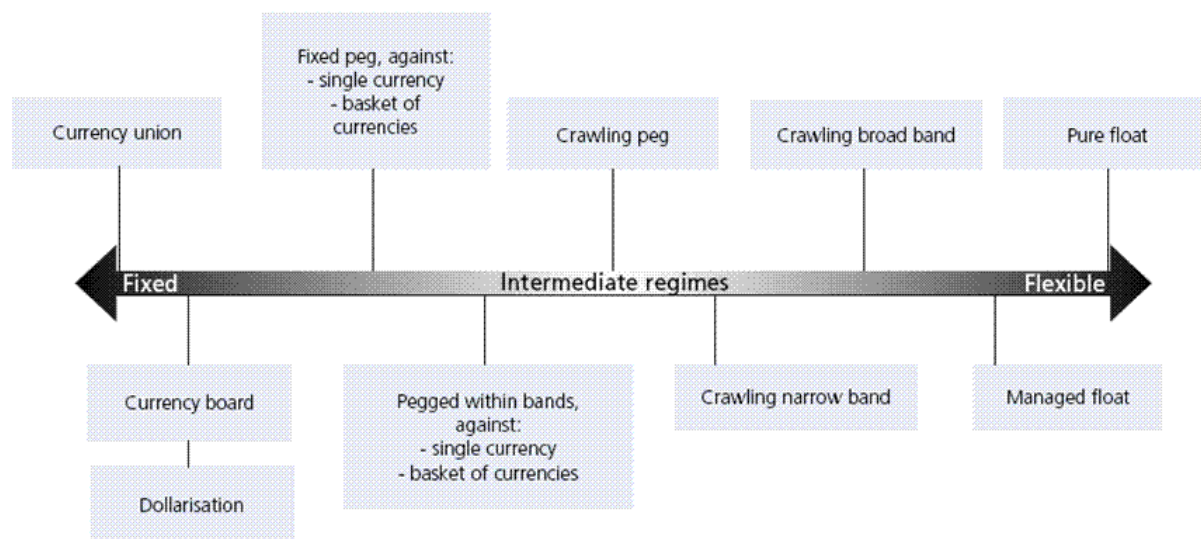 Fixed peg, against:
- single currency
- basket of
currencies
Currency union
Crawling peg
Crawling broad band
Pure float
Fixed
Intermediate regimes
Flexible
Currency board
Pegged within bands,
against:
- single currency
- basket of currencies
Crawling narrow band
Managed float
Dollarisation